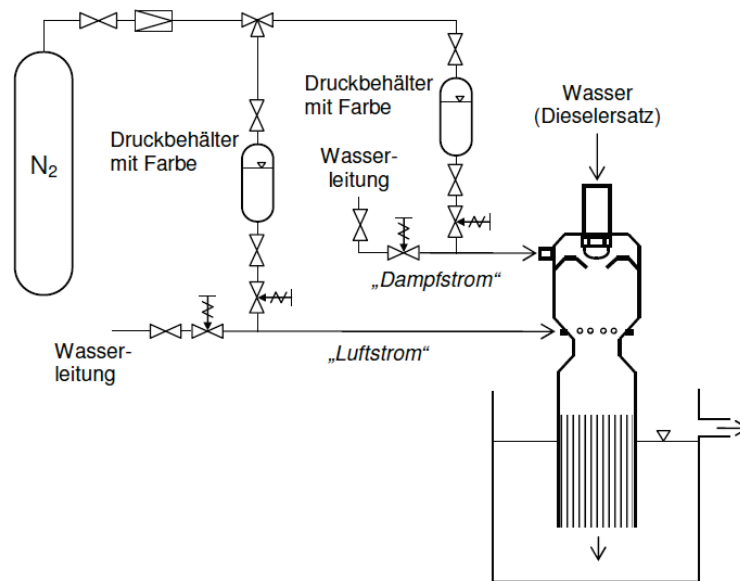 Druckbehälter
mit Farbe
Wasser
(Dieselersatz)
Druckbehälter
mit Farbe
Wasser-
leitung
N2
„Dampfstrom“
Wasser-
leitung
„Luftstrom“